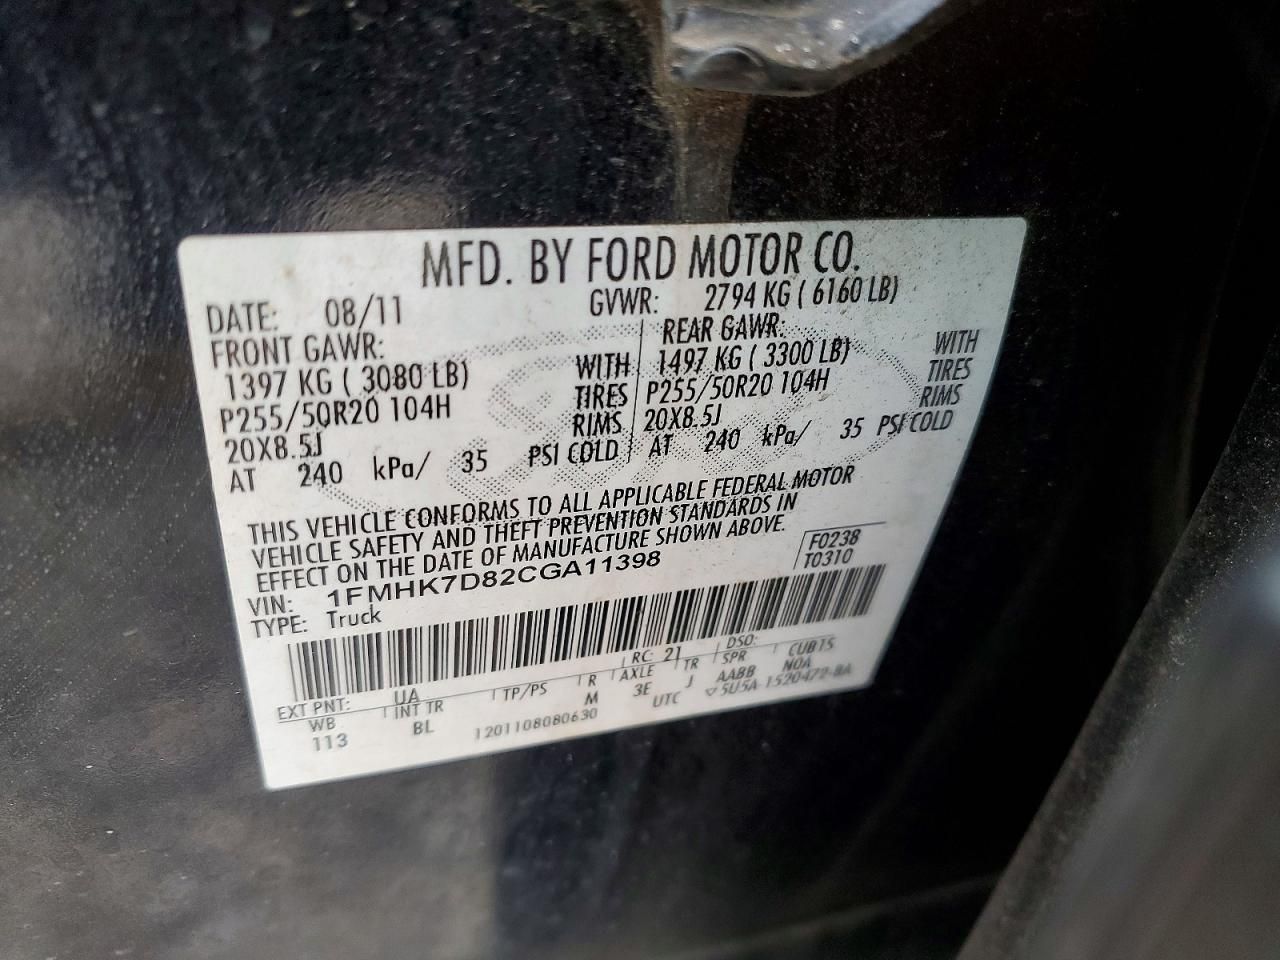 MFD. BY FORD MOTOR CO.
DATE: 08/11 GVWR: 2794 KG ( 6160 LB)
FRONT GAWR: REAR GAWR:
1397 KG ( 3080 LB) WITH 1497 KG ( 3300 LB) WITH
P255/50R20 104H TIRES P255/50R20 104H TIRES
20X8.5J RIMS 20X8.5J RIMS
AT 240 kPa/ 35 PSI COLD AT 240 kPa/ 35 PSI COLD
THIS VEHICLE CONFORMS TO ALL APPLICABLE FEDERAL MOTOR
VEHICLE SAFETY AND THEFT PREVENTION STANDARDS IN
EFFECT ON THE DATE OF MANUFACTURE SHOWN ABOVE.
VIN: 1FMHK7D82CGA11398 F0238
TYPE: Truck T0310
EXT PNT: UA RC: 21 DSO:
WB INT TR TP/PS R AXLE TR SPR CUB15
113 BL M 3E J AABB NOA
1201108080630 UTC ▽5U5A-1520472-BA